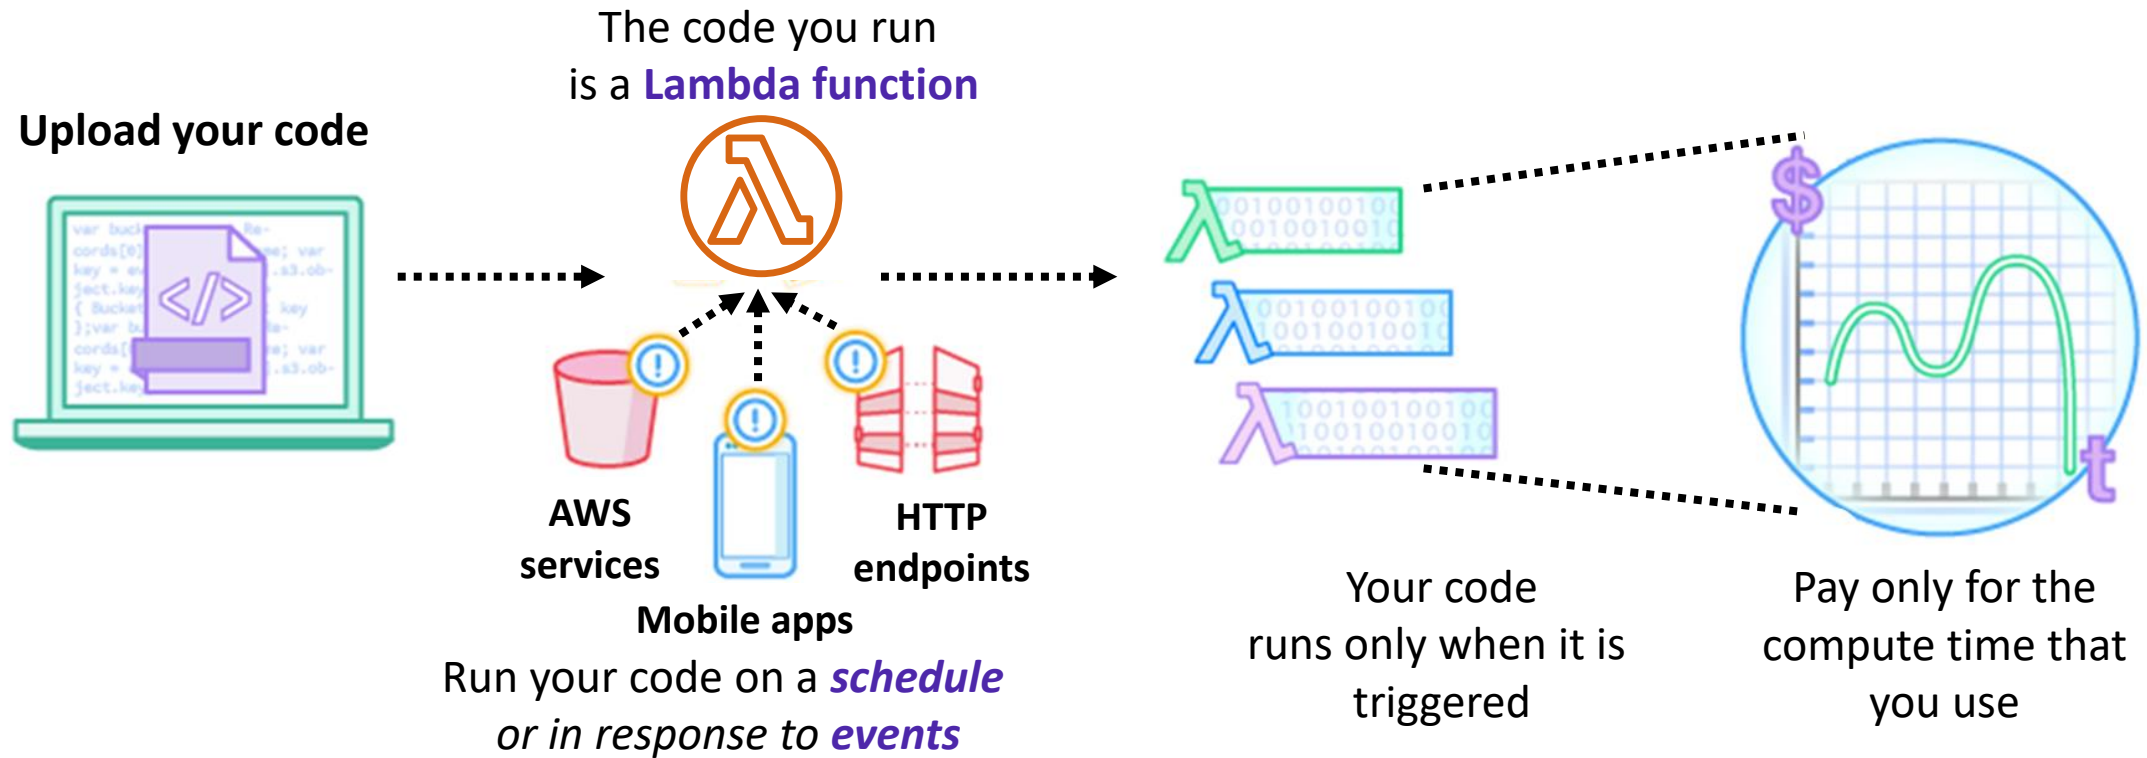 The code you run
is a Lambda function
Upload your code
AWS
services
Mobile apps
HTTP
endpoints
Run your code on a schedule
or in response to events
Your code
runs only when it is
triggered
$
t
Pay only for the
compute time that
you use